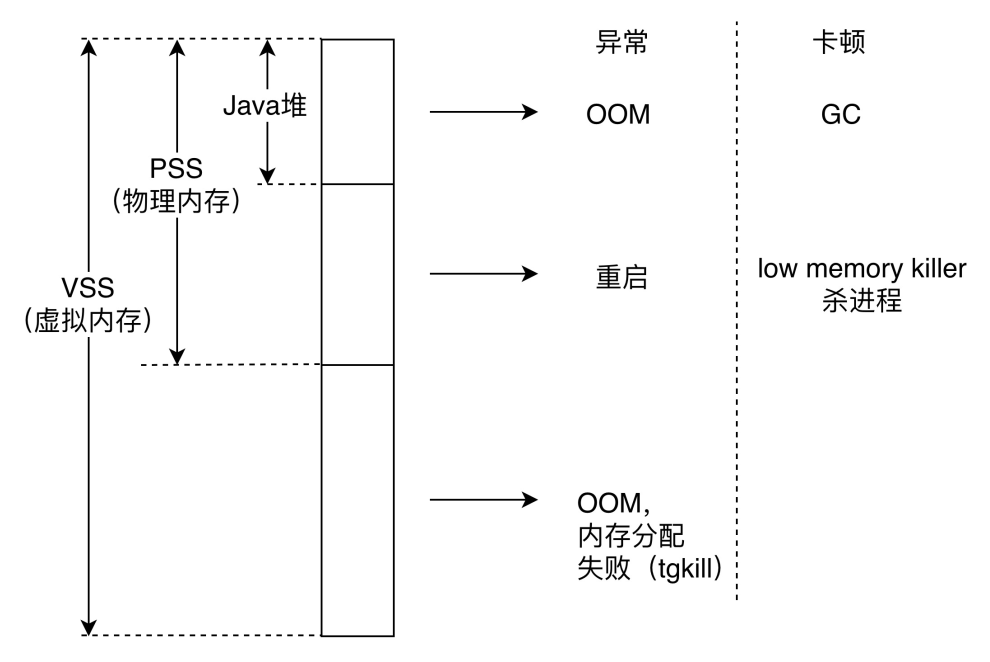 异常
卡顿
Java堆
OOM
GC
PSS
（物理内存）
VSS
（虚拟内存）
重启
low memory killer
杀进程
OOM，
内存分配
失败（tgkill）